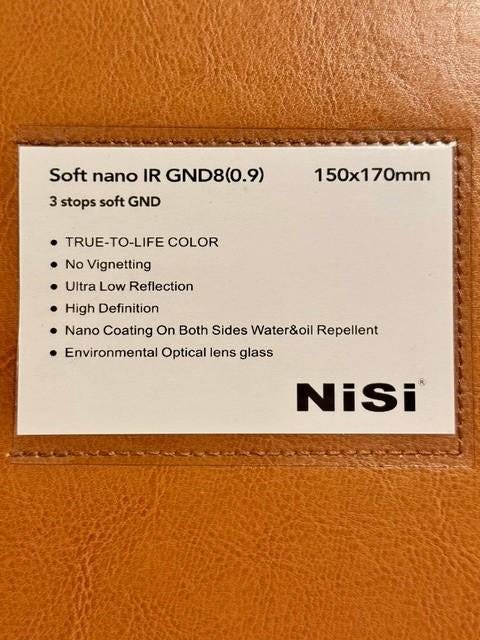 Soft nano IR GND8(0.9) 150x170mm
3 stops soft GND
• TRUE-TO-LIFE COLOR
• No Vignetting
• Ultra Low Reflection
• High Definition
• Nano Coating On Both Sides Water&oil Repellent
• Environmental Optical lens glass
NiSi®